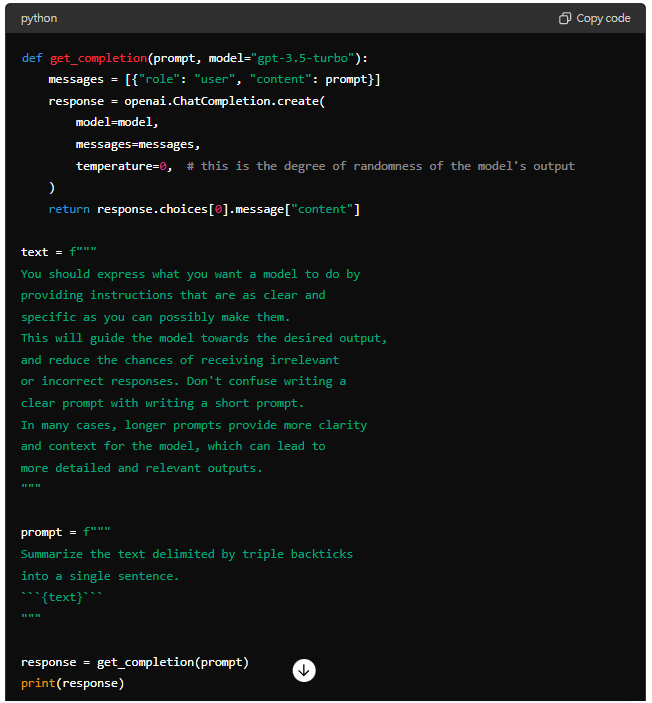 python
Copy code
def get_completion(prompt, model="gpt-3.5-turbo"):
    messages = [{"role": "user", "content": prompt}]
    response = openai.ChatCompletion.create(
        model=model,
        messages=messages,
        temperature=0,  # this is the degree of randomness of the model's output
    )
    return response.choices[0].message["content"]

text = f"""
You should express what you want a model to do by
providing instructions that are as clear and
specific as you can possibly make them.
This will guide the model towards the desired output,
and reduce the chances of receiving irrelevant
or incorrect responses. Don't confuse writing a
clear prompt with writing a short prompt.
In many cases, longer prompts provide more clarity
and context for the model, which can lead to
more detailed and relevant outputs.
"""

prompt = f"""
Summarize the text delimited by triple backticks
into a single sentence.
```{text}```
"""

response = get_completion(prompt)
print(response)